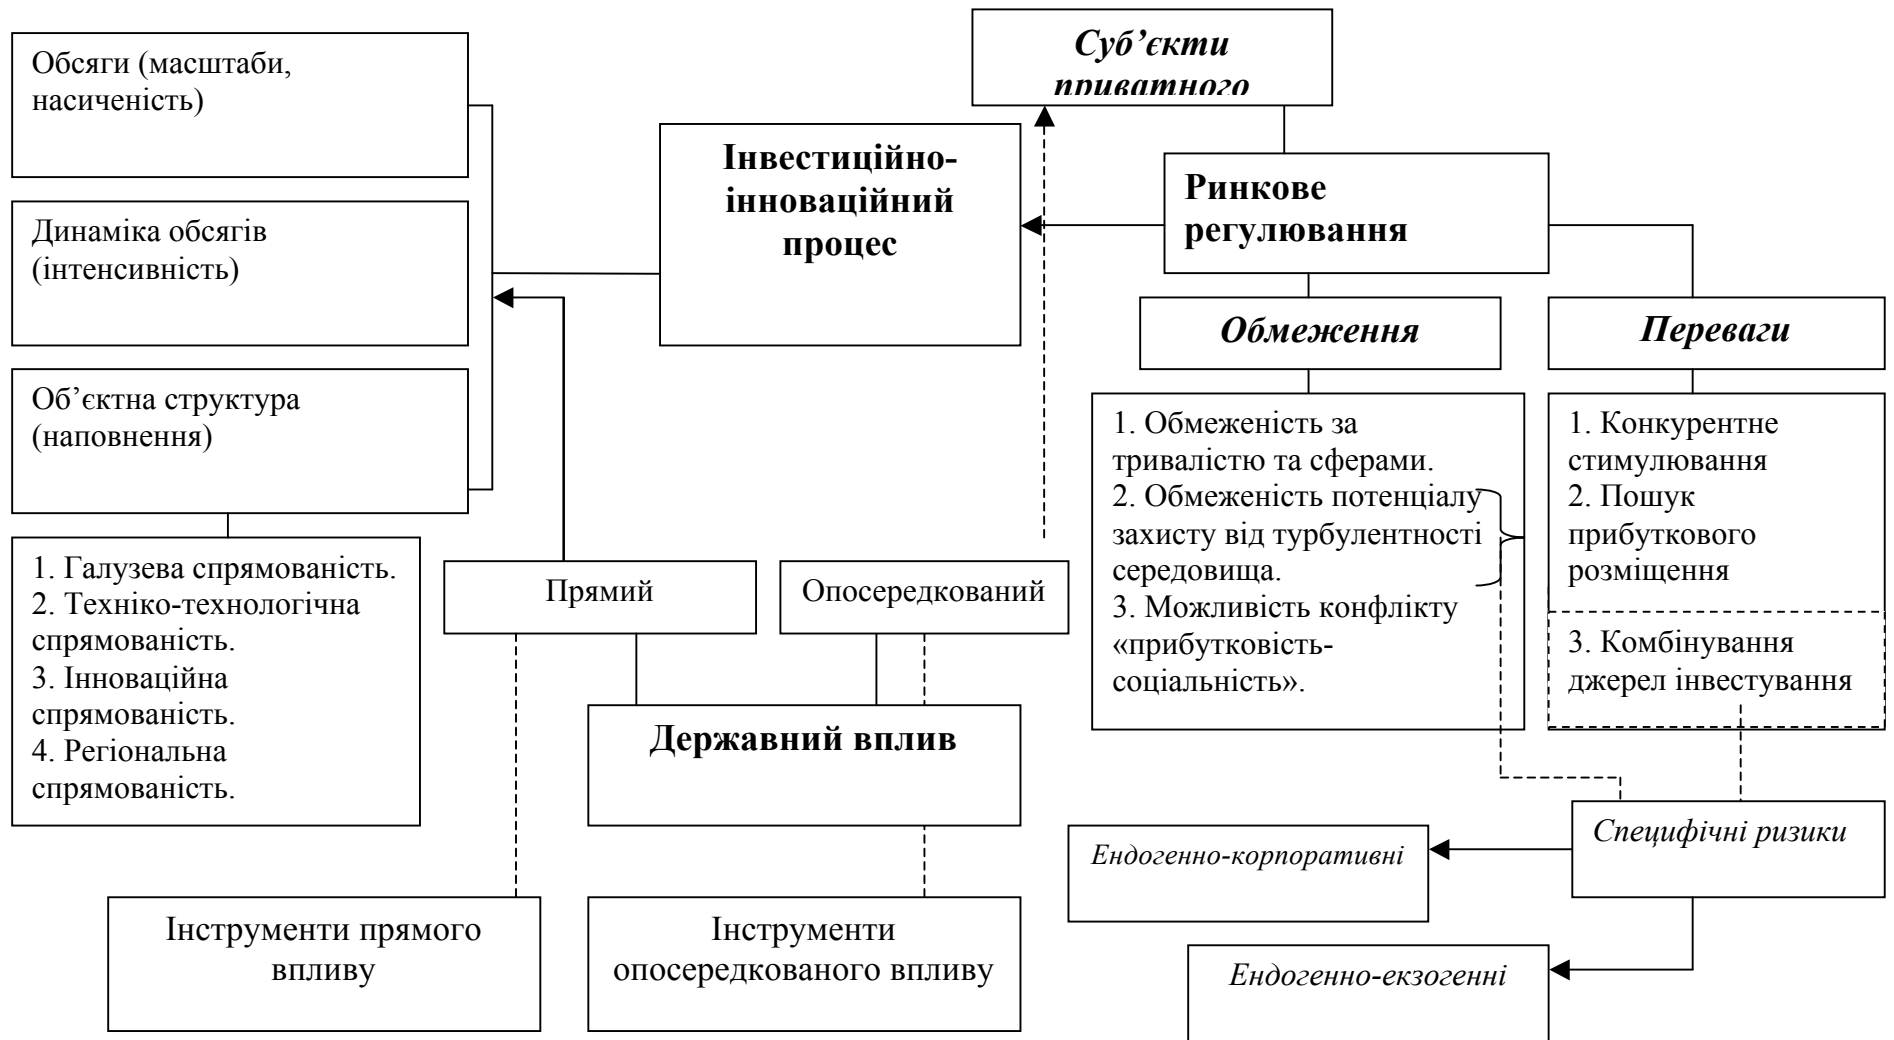 Суб’єкти
приватного
Обсяги (масштаби,
насиченість)
Інвестиційно-
інноваційний
процес
Ринкове
регулювання
Динаміка обсягів
(інтенсивність)
Обмеження
Переваги
Об’єктна структура
(наповнення)
1. Обмеженість за
тривалістю та сферами.
2. Обмеженість потенціалу
захисту від турбулентності
середовища.
3. Можливість конфлікту
«прибутковість-
соціальність».
1. Конкурентне
стимулювання
2. Пошук
прибуткового
розміщення
3. Комбінування
джерел інвестування
1. Галузева спрямованість.
2. Техніко-технологічна
спрямованість.
3. Інноваційна
спрямованість.
4. Регіональна
спрямованість.
Прямий
Опосередкований
Державний вплив
Специфічні ризики
Ендогенно-корпоративні
Інструменти прямого
впливу
Інструменти
опосередкованого впливу
Ендогенно-екзогенні